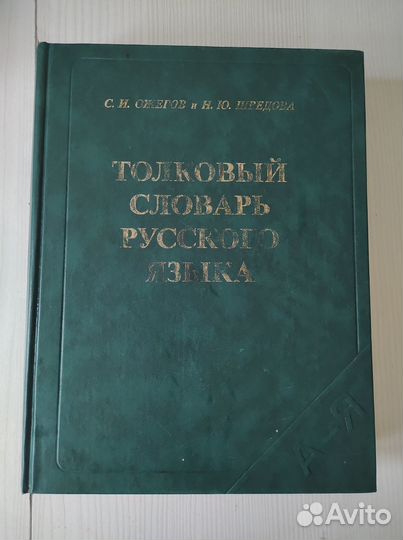 С. И. ОЖЕГОВ и Н. Ю. ШВЕДОВА
ТОЛКОВЫЙ
СЛОВАРЬ
РУССКОГО
ЯЗЫКА
А-Я
Avito